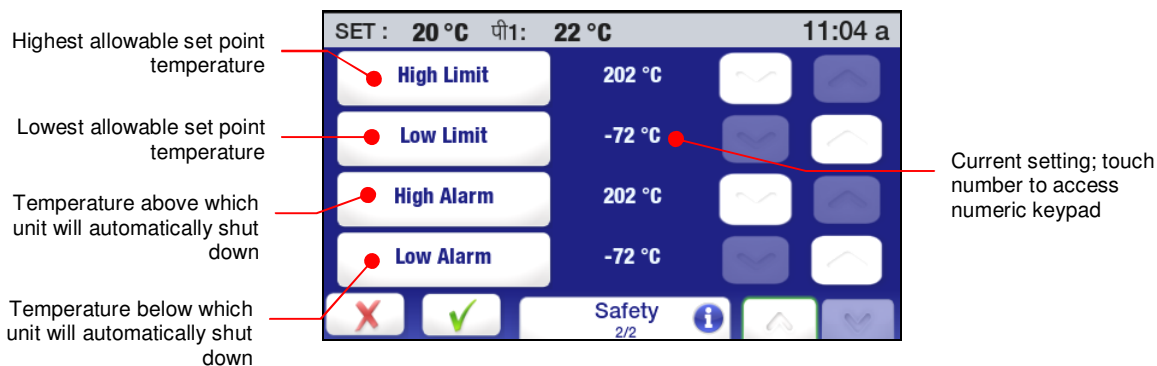 SET : 20 °C पी1: 22 °C 11:04 a
Highest allowable set point
temperature
High Limit 202 °C
Lowest allowable set point
temperature
Low Limit -72 °C
Current setting; touch
number to access
numeric keypad
Temperature above which
unit will automatically shut
down
High Alarm 202 °C
Low Alarm -72 °C
Temperature below which
unit will automatically shut
down
Safety
2/2
i